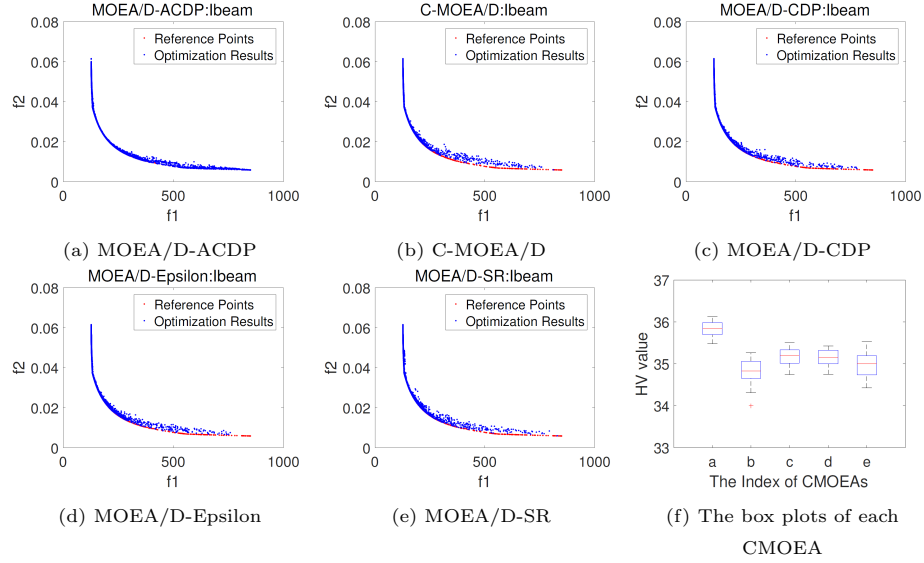 MOEA/D-ACDP:Ibeam
0.08
0.06
0.04
0.02
0
f2
Reference Points
Optimization Results
0
500
1000
f1
(a) MOEA/D-ACDP
C-MOEA/D:Ibeam
0.08
0.06
0.04
0.02
0
f2
Reference Points
Optimization Results
0
500
1000
f1
(b) C-MOEA/D
MOEA/D-CDP:Ibeam
0.08
0.06
0.04
0.02
0
f2
Reference Points
Optimization Results
0
500
1000
f1
(c) MOEA/D-CDP
MOEA/D-Epsilon:Ibeam
0.08
0.06
0.04
0.02
0
f2
Reference Points
Optimization Results
0
500
1000
f1
(d) MOEA/D-Epsilon
MOEA/D-SR:Ibeam
0.08
0.06
0.04
0.02
0
f2
Reference Points
Optimization Results
0
500
1000
f1
(e) MOEA/D-SR
37
36
35
34
33
HV value
a b c d e
The Index of CMOEAs
(f) The box plots of each
CMOEA